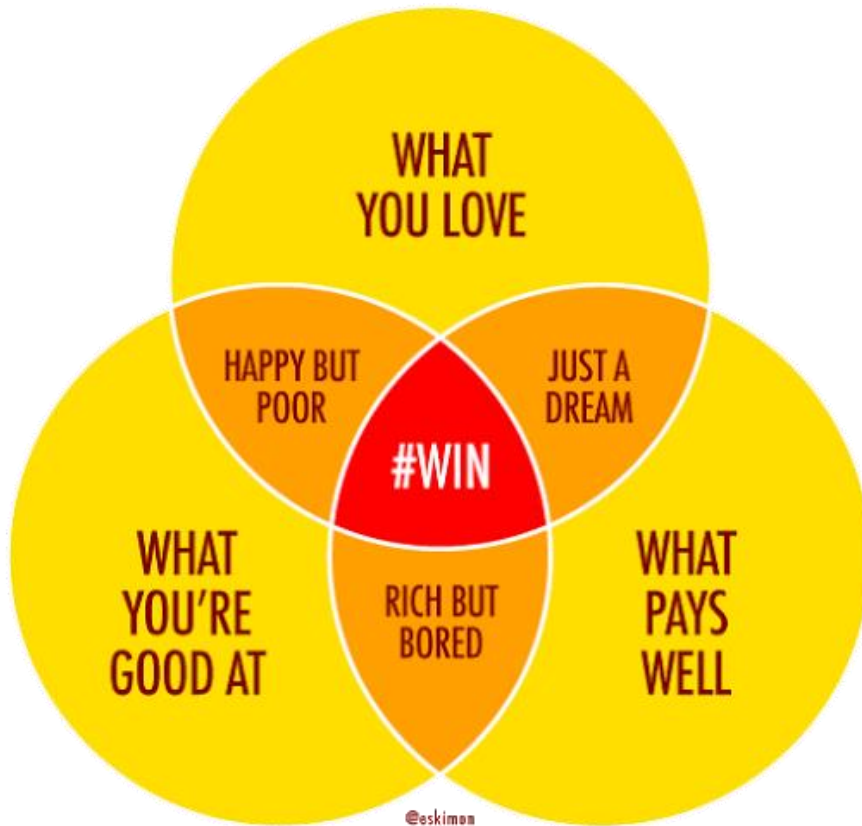 WHAT
YOU LOVE
HAPPY BUT
POOR
JUST A
DREAM
#WIN
WHAT
YOU'RE
GOOD AT
RICH BUT
BORED
WHAT
PAYS
WELL
@eskimon